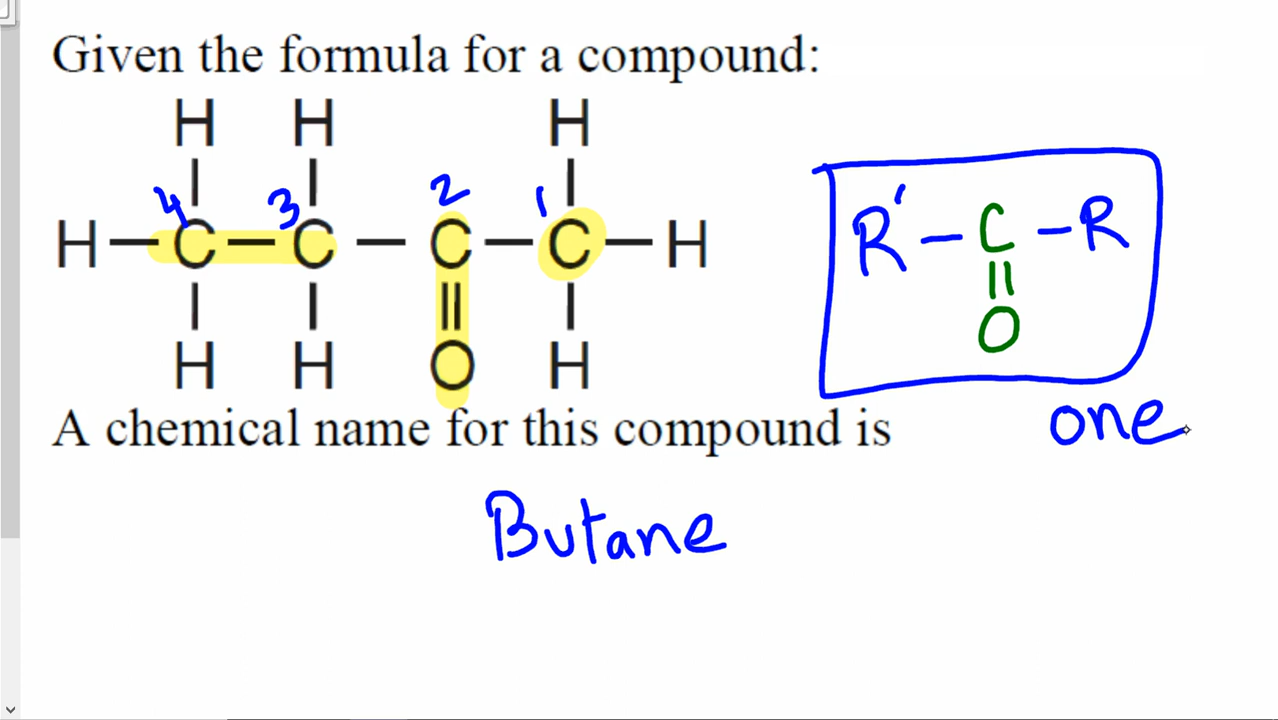 Given the formula for a compound:
H H H
4 3 2 1
H — C — C — C — C — H
R' — C — R
H H O H
O
A chemical name for this compound is
one
Butane